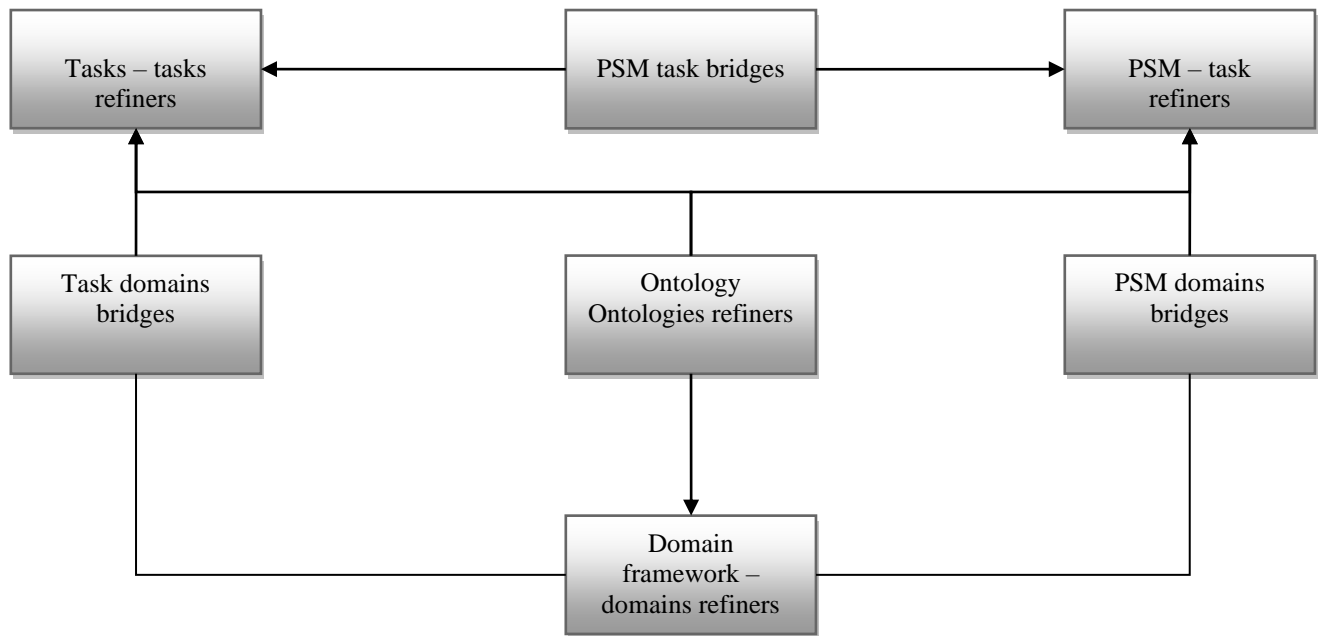 Tasks – tasks
refiners
PSM task bridges
PSM – task
refiners
Task domains
bridges
Ontology
Ontologies refiners
PSM domains
bridges
Domain
framework –
domains refiners